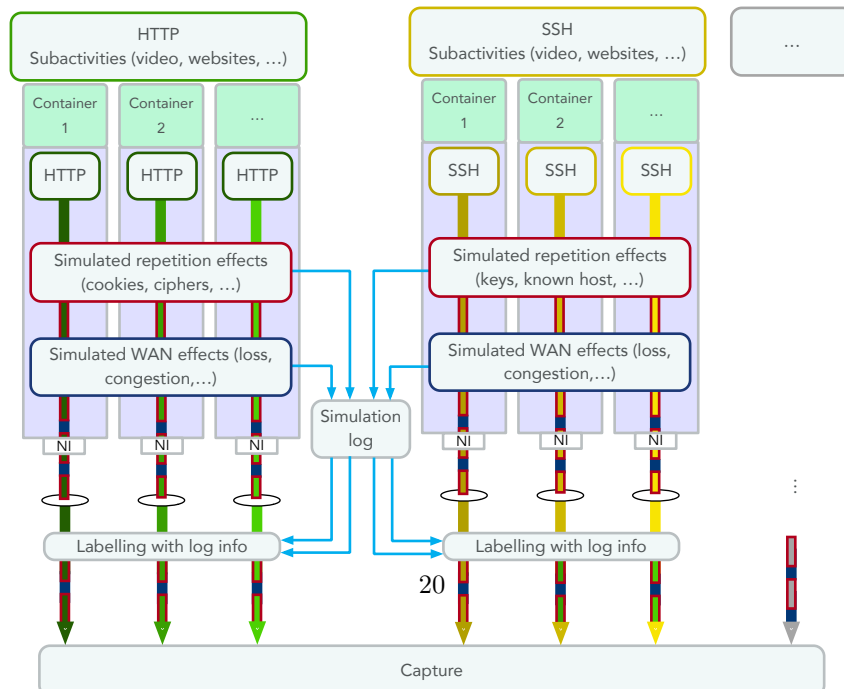 HTTP
Subactivities (video, websites, ...)
SSH
Subactivities (video, websites, ...)
...
Container
1
Container
2
...
Container
1
Container
2
...
HTTP
HTTP
HTTP
SSH
SSH
SSH
Simulated repetition effects
(cookies, ciphers, ...)
Simulated repetition effects
(keys, known host, ...)
Simulated WAN effects (loss,
congestion,...)
Simulated WAN effects (loss,
congestion,...)
Simulation
log
NI
NI
NI
NI
NI
NI
...
Labelling with log info
Labelling with log info
20
Capture